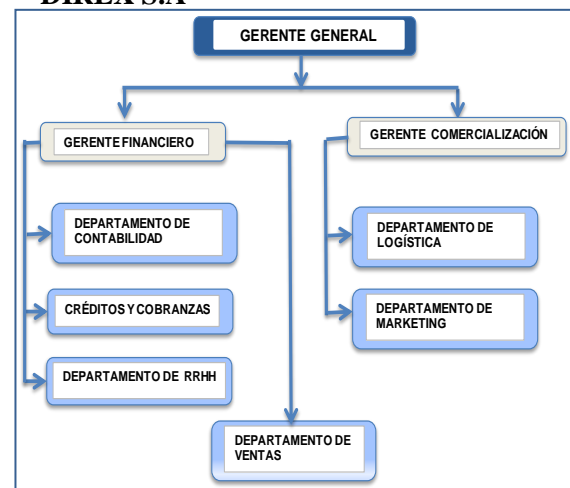 DIREX S.A
GERENTE GENERAL
GERENTE FINANCIERO
GERENTE COMERCIALIZACIÓN
DEPARTAMENTO DE
CONTABILIDAD
DEPARTAMENTO DE
LOGÍSTICA
CRÉDITOS Y COBRANZAS
DEPARTAMENTO DE
MARKETING
DEPARTAMENTO DE RRHH
DEPARTAMENTO DE
VENTAS